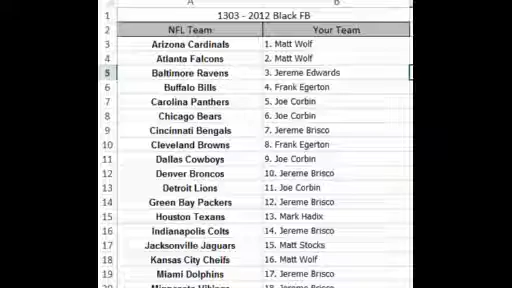 A B
1 1303 - 2012 Black FB
2 NFL Team Your Team
3 Arizona Cardinals 1. Matt Wolf
4 Atlanta Falcons 2. Matt Wolf
5 Baltimore Ravens 3. Jereme Edwards
6 Buffalo Bills 4. Frank Egerton
7 Carolina Panthers 5. Joe Corbin
8 Chicago Bears 6. Joe Corbin
9 Cincinnati Bengals 7. Jereme Brisco
10 Cleveland Browns 8. Frank Egerton
11 Dallas Cowboys 9. Joe Corbin
12 Denver Broncos 10. Jereme Brisco
13 Detroit Lions 11. Joe Corbin
14 Green Bay Packers 12. Jereme Brisco
15 Houston Texans 13. Mark Hadix
16 Indianapolis Colts 14. Jereme Brisco
17 Jacksonville Jaguars 15. Matt Stocks
18 Kansas City Cheifs 16. Matt Wolf
19 Miami Dolphins 17. Jereme Brisco
Minnesota Vikings 18. Jereme Brisco